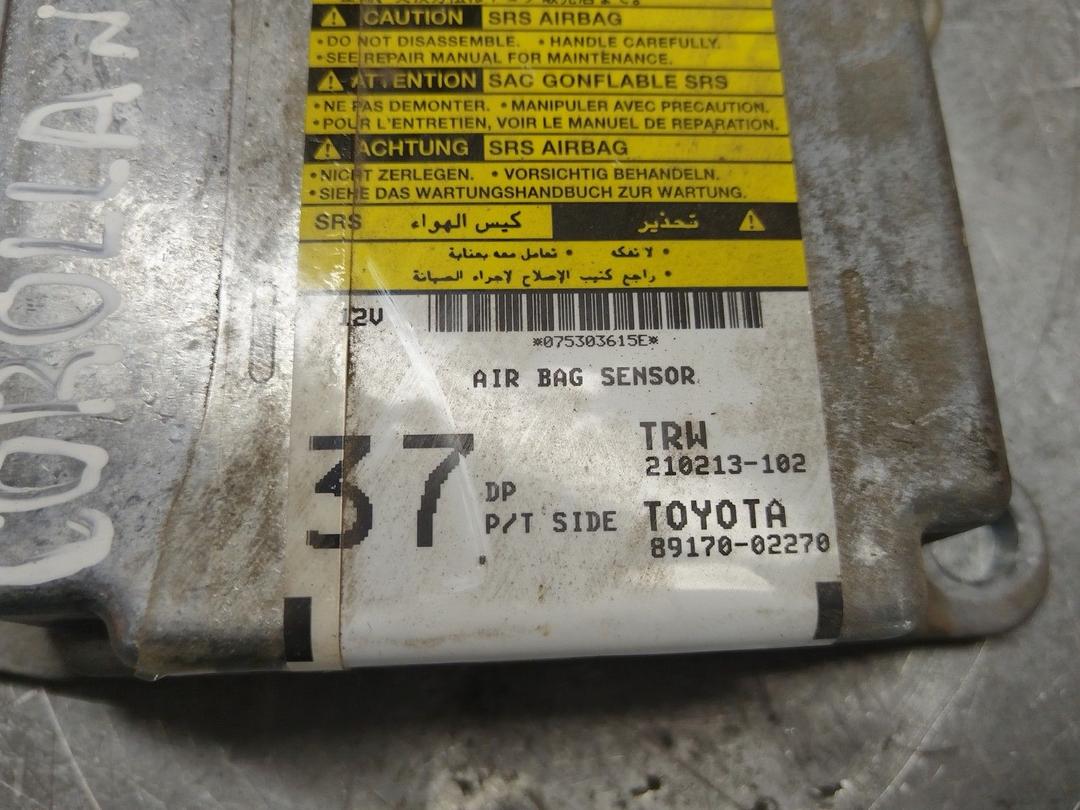 CAUTION SRS AIRBAG
•DO NOT DISASSEMBLE. •HANDLE CAREFULLY.
•SEE REPAIR MANUAL FOR MAINTENANCE.
ATTENTION SAC GONFLABLE SRS
•NE PAS DEMONTER. •MANIPULER AVEC PRECAUTION.
•POUR L'ENTRETIEN, VOIR LE MANUEL DE REPARATION.
ACHTUNG SRS AIRBAG
•NICHT ZERLEGEN. •VORSICHTIG BEHANDELN.
•SIEHE DAS WARTUNGSHANDBUCH ZUR WARTUNG.
تحذير كيس الهواء SRS
• لا تفكه • تعامل معه بعناية
• راجع كتيب الإصلاح لإجراء الصيانة
12V
*075303615E*
AIR BAG SENSOR
37
DP
P/T SIDE
TRW
210213-102
TOYOTA
89170-02270
COROLLAN